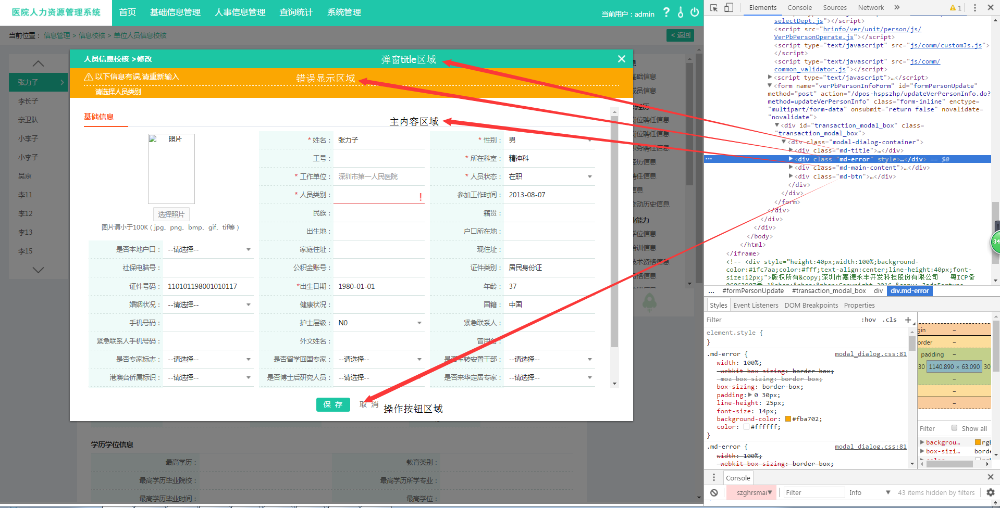 医院人力资源管理系统
首页 基础信息管理 人事信息管理 查询统计 系统管理
当前用户：admin
当前位置： 信息管理 > 信息校核 > 单位人员信息校核
< 返回
张力子
李长子
亲卫队
小李子
小李子
吴京
李11
李12
李13
李15
人员信息校核 >修改
弹窗title区域
以下信息有误,请重新输入
错误显示区域
请选择人员类别
基础信息
主内容区域
照片
选择照片
图片请小于100K（jpg、png、bmp、gif、tif等）
* 姓名： 张力子 * 性别： 男
工号： * 所在科室： 精神科
* 工作单位： 深圳市第一人民医院 * 人员状态： 在职
* 人员类别： ! 参加工作时间： 2013-08-07
民族： 籍贯：
出生地： 户口所在地：
是否本地户口： --请选择-- 家庭住址： 现住址：
社保电脑号： 公积金账号： 证件类别： 居民身份证
证件号码： 110101198001010117 *出生日期： 1980-01-01 年龄： 37
婚姻状况： --请选择-- 健康状况： 国籍： 中国
手机号码： 护士层级： N0 紧急联系人：
紧急联系人手机号码： 外文姓名： 曾用名：
是否专家标志： --请选择-- 是否留学回国专家： --请选择-- 是否军转安置干部： --请选择--
港澳台侨属标识： --请选择-- 是否博士后研究人员： --请选择-- 是否来华定居专家： --请选择--
保 存 取 消 操作按钮区域
学历学位信息
最高学历： 教育类别：
最高学历毕业院校： 最高学历所学专业：
最高学历毕业时间： 最高学位：
息
基础信息
成员信息
职经历
岗位聘任信息
岗位聘任信息
职务聘任信息
经历信息
聘任信息
信息
变动历史信息
业能力
学位信息
培训信息
技术资格信息
资格信息
Elements Console Sources Network » 1
selectDept.js"></script>
<script src="hrinfo/ver/unit/person/js/
VerPbPersonOperate.js"></script>
<script type="text/javascript" src="js/comm/customJs.js">
</script>
<script type="text/javascript" src="js/comm/
common_validator.js"></script>
<script type="text/javascript">…</script>
<form name="verPbPersonInfoForm" id="formPersonUpdate"
method="post" action="/dpos-hspszhp/updateVerPersonInfo.do?
method=updateVerPersonInfo" class="form-inline" enctype=
"multipart/form-data" onsubmit="return false" novalidate=
"novalidate">
<div id="transaction_modal_box" class=
"transaction_modal_box">
<div class="modal-dialog-container">
<div class="md-title">…</div>
<div class="md-error" style>…</div> == $0
<div class="md-main-content">…</div>
<div class="md-btn">…</div>
</div>
</div>
</form>
</div>
</div>
</div>
</body>
</html>
</iframe>
<!-- <div style="height:40px;width:100%;background-
color:#1fc7aa;color:#fff;text-align:center;line-height:40px;font-
size:12px;">版权所有&copy;深圳市嘉德永丰开发科技股份有限公司 粤ICP备
34
... #formPersonUpdate #transaction_modal_box div div.md-error
Styles Event Listeners DOM Breakpoints Properties
Filter :hov .cls +
element.style {
}
.md-error { modal_dialog.css:81
width: 100%;
-webkit-box-sizing: border-box;
-moz-box-sizing: border-box;
box-sizing: border-box;
padding: 0 30px;
line-height: 25px;
font-size: 14px;
background-color: #fba702;
color: #ffffff;
}
.md-error { modal_dialog.css:81
width: 100%;
-webkit-box-sizing: border-box;
gin –
order –
padding –
30 1140.890 × 63.090 30
–
–
–
Filter Show all
backgrou… rgb
box-sizi… borde
Console
szghrsmai▼ Filter Info ▼ 43 items hidden by filters